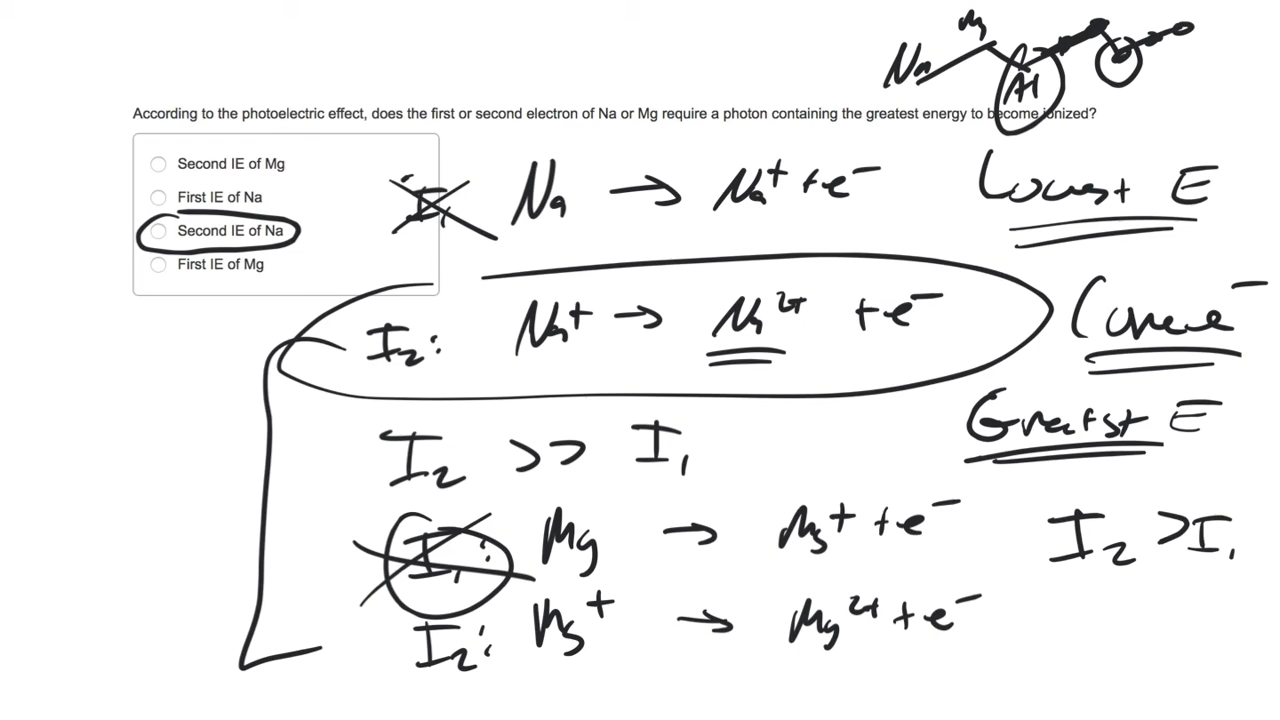 Na Mg Al
According to the photoelectric effect, does the first or second electron of Na or Mg require a photon containing the greatest energy to become ionized?
Second IE of Mg
First IE of Na
Second IE of Na
First IE of Mg
I₁: Na → Na⁺ + e⁻ Lowest E
I₂: Na⁺ → Na²⁺ + e⁻ Core e⁻
Greatest E
I₂ >> I₁
I₁: Mg → Mg⁺ + e⁻ I₂ > I₁
I₂: Mg⁺ → Mg²⁺ + e⁻